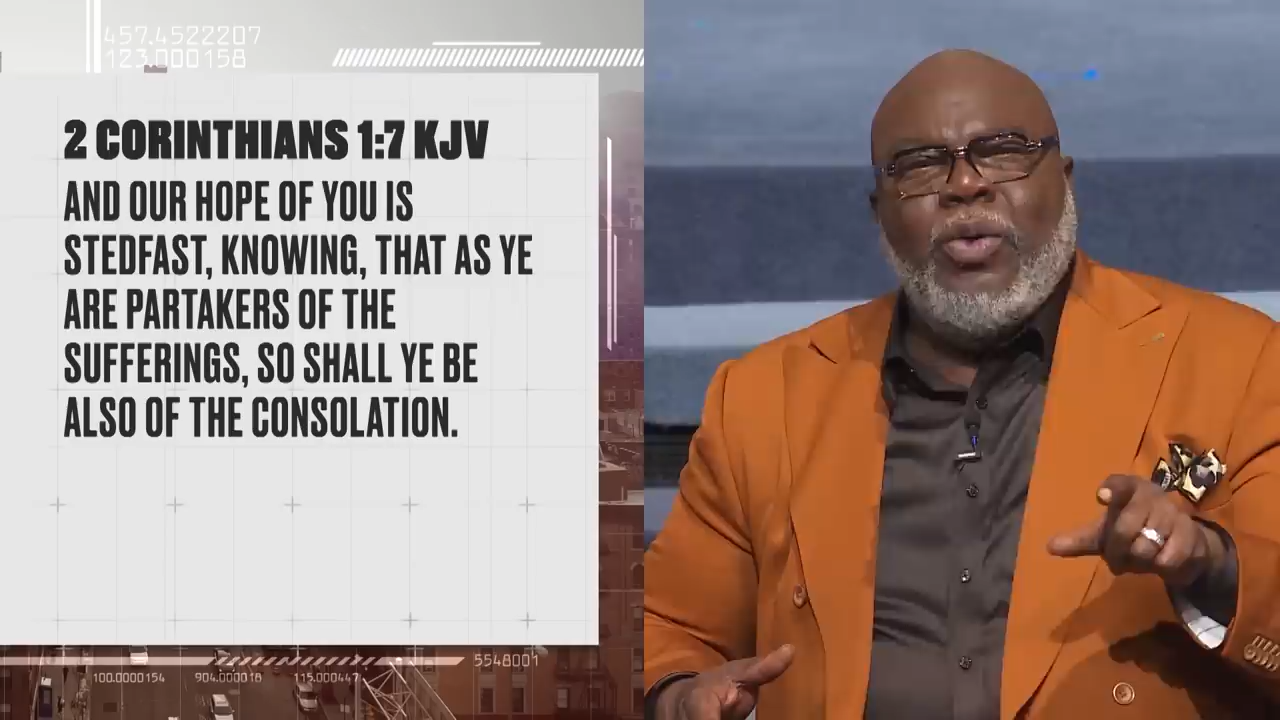 457.4522207
123.000158
2 CORINTHIANS 1:7 KJV
AND OUR HOPE OF YOU IS
STEDFAST, KNOWING, THAT AS YE
ARE PARTAKERS OF THE
SUFFERINGS, SO SHALL YE BE
ALSO OF THE CONSOLATION.
5548001
100.0000154
904.0000018
115.000447